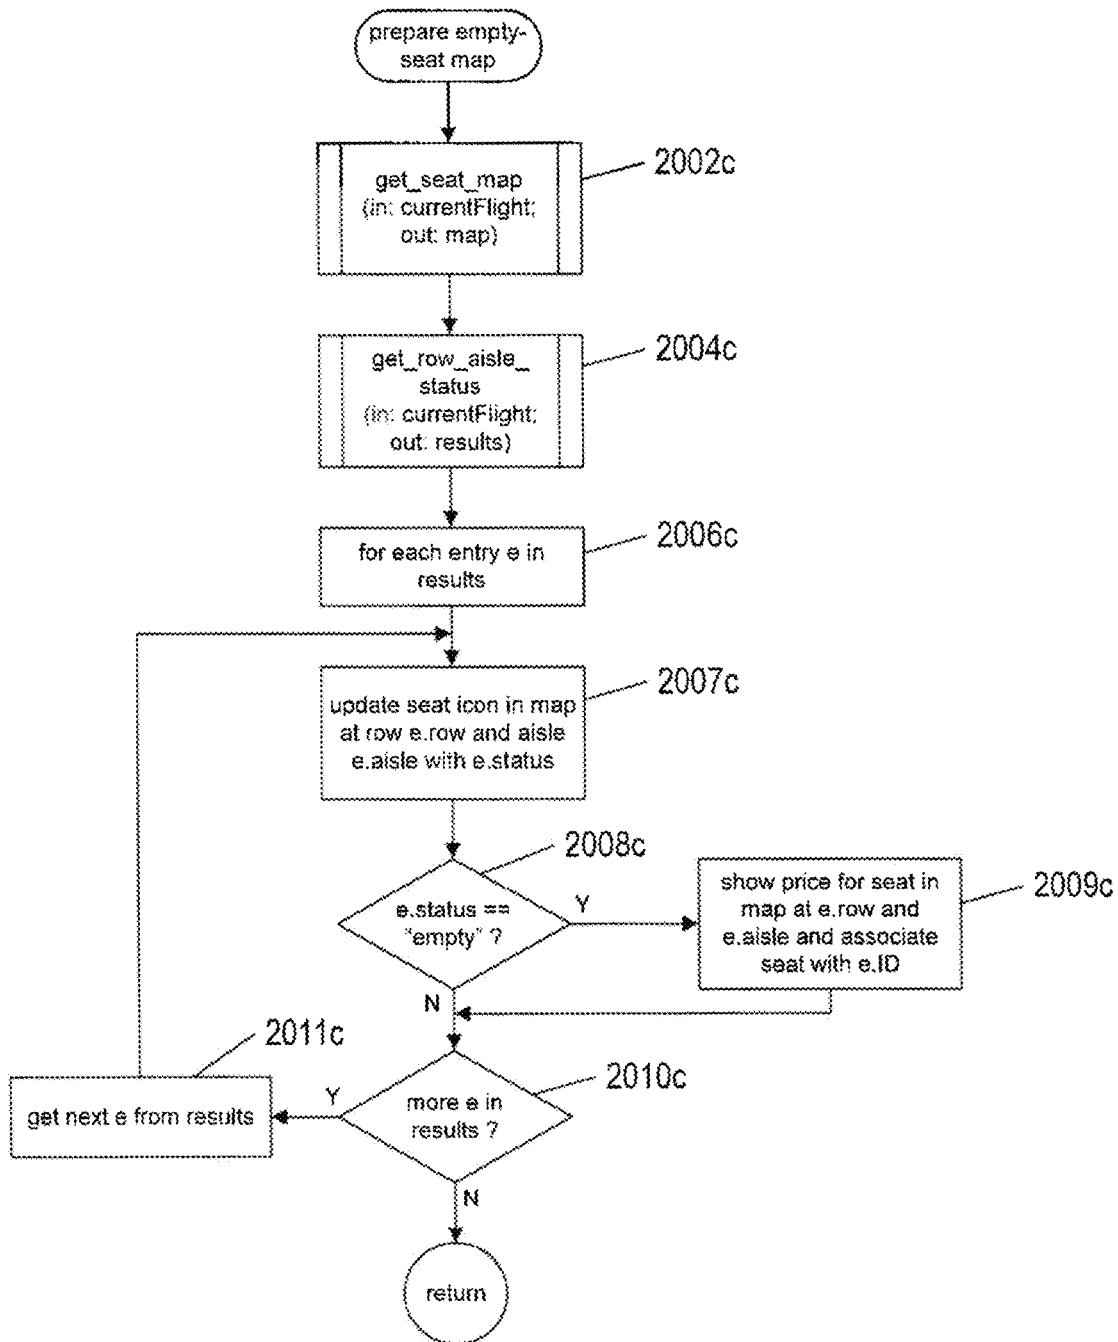 prepare empty-
seat map
2002c
get_seat_map
(in: currentFlight;
out: map)
2004c
get_row_aisle_
status
(in: currentFlight;
out: results)
2006c
for each entry e in
results
2007c
update seat icon in map
at row e.row and aisle
e.aisle with e.status
2008c
e.status ==
"empty" ?
Y
N
2009c
show price for seat in
map at e.row and
e.aisle and associate
seat with e.ID
2010c
more e in
results ?
Y
N
2011c
get next e from results
return